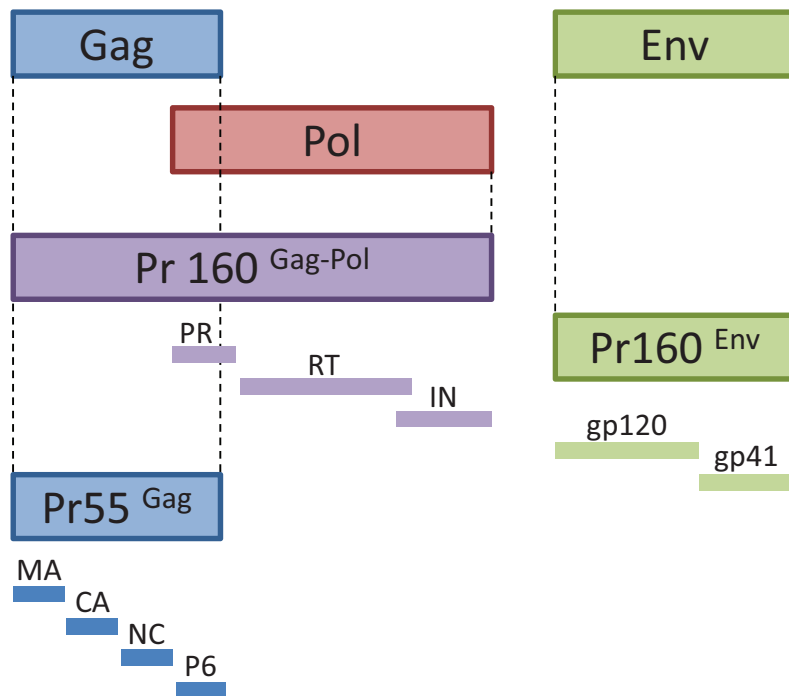 Gag
Env
Pol
Pr 160 Gag-Pol
PR
RT
IN
Pr160 Env
gp120
gp41
Pr55 Gag
MA
CA
NC
P6